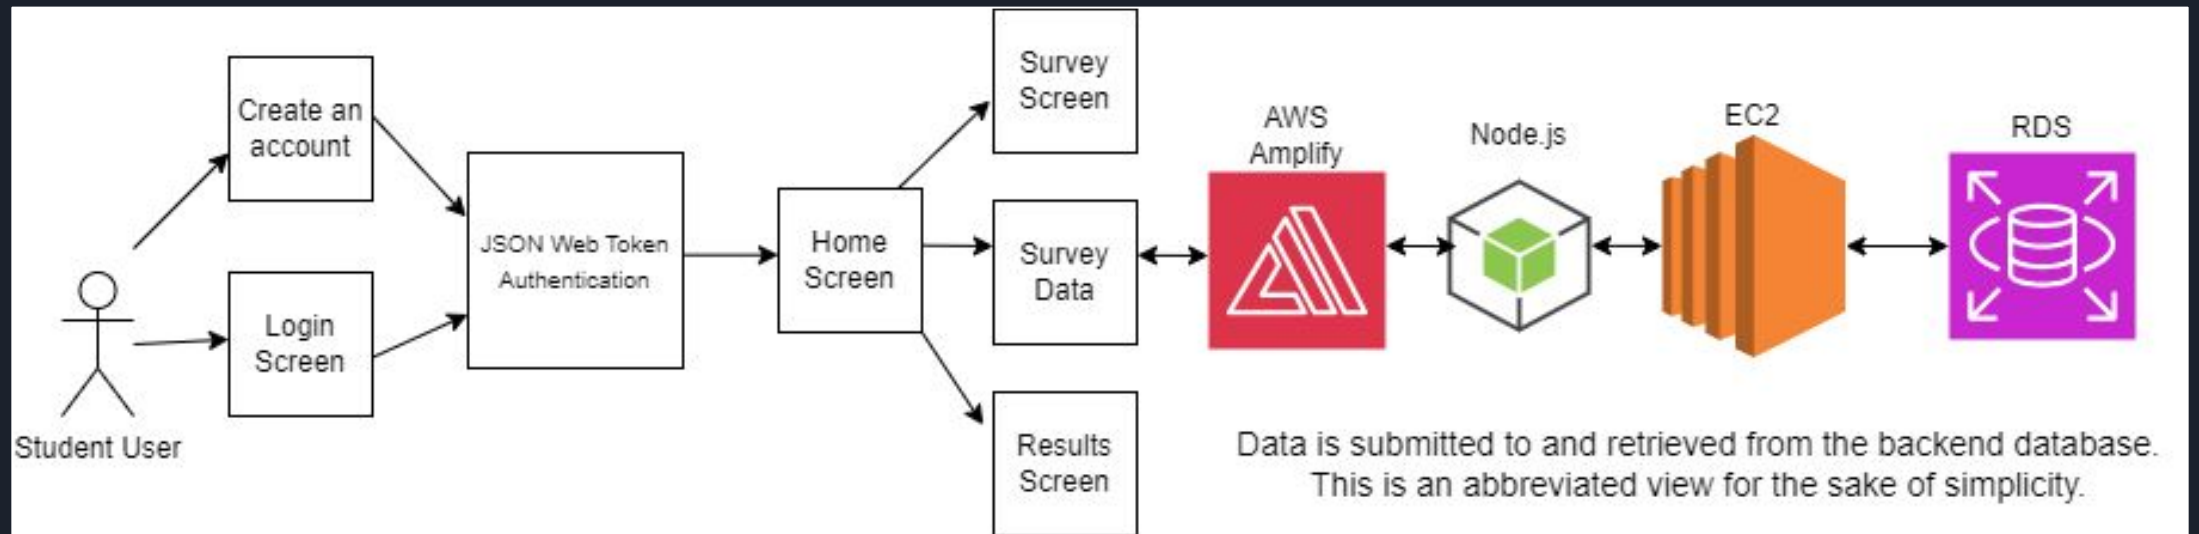 Student User
Create an
account
Login
Screen
JSON Web Token
Authentication
Home
Screen
Survey
Screen
Survey
Data
Results
Screen
AWS
Amplify
Node.js
EC2
RDS
Data is submitted to and retrieved from the backend database.
This is an abbreviated view for the sake of simplicity.